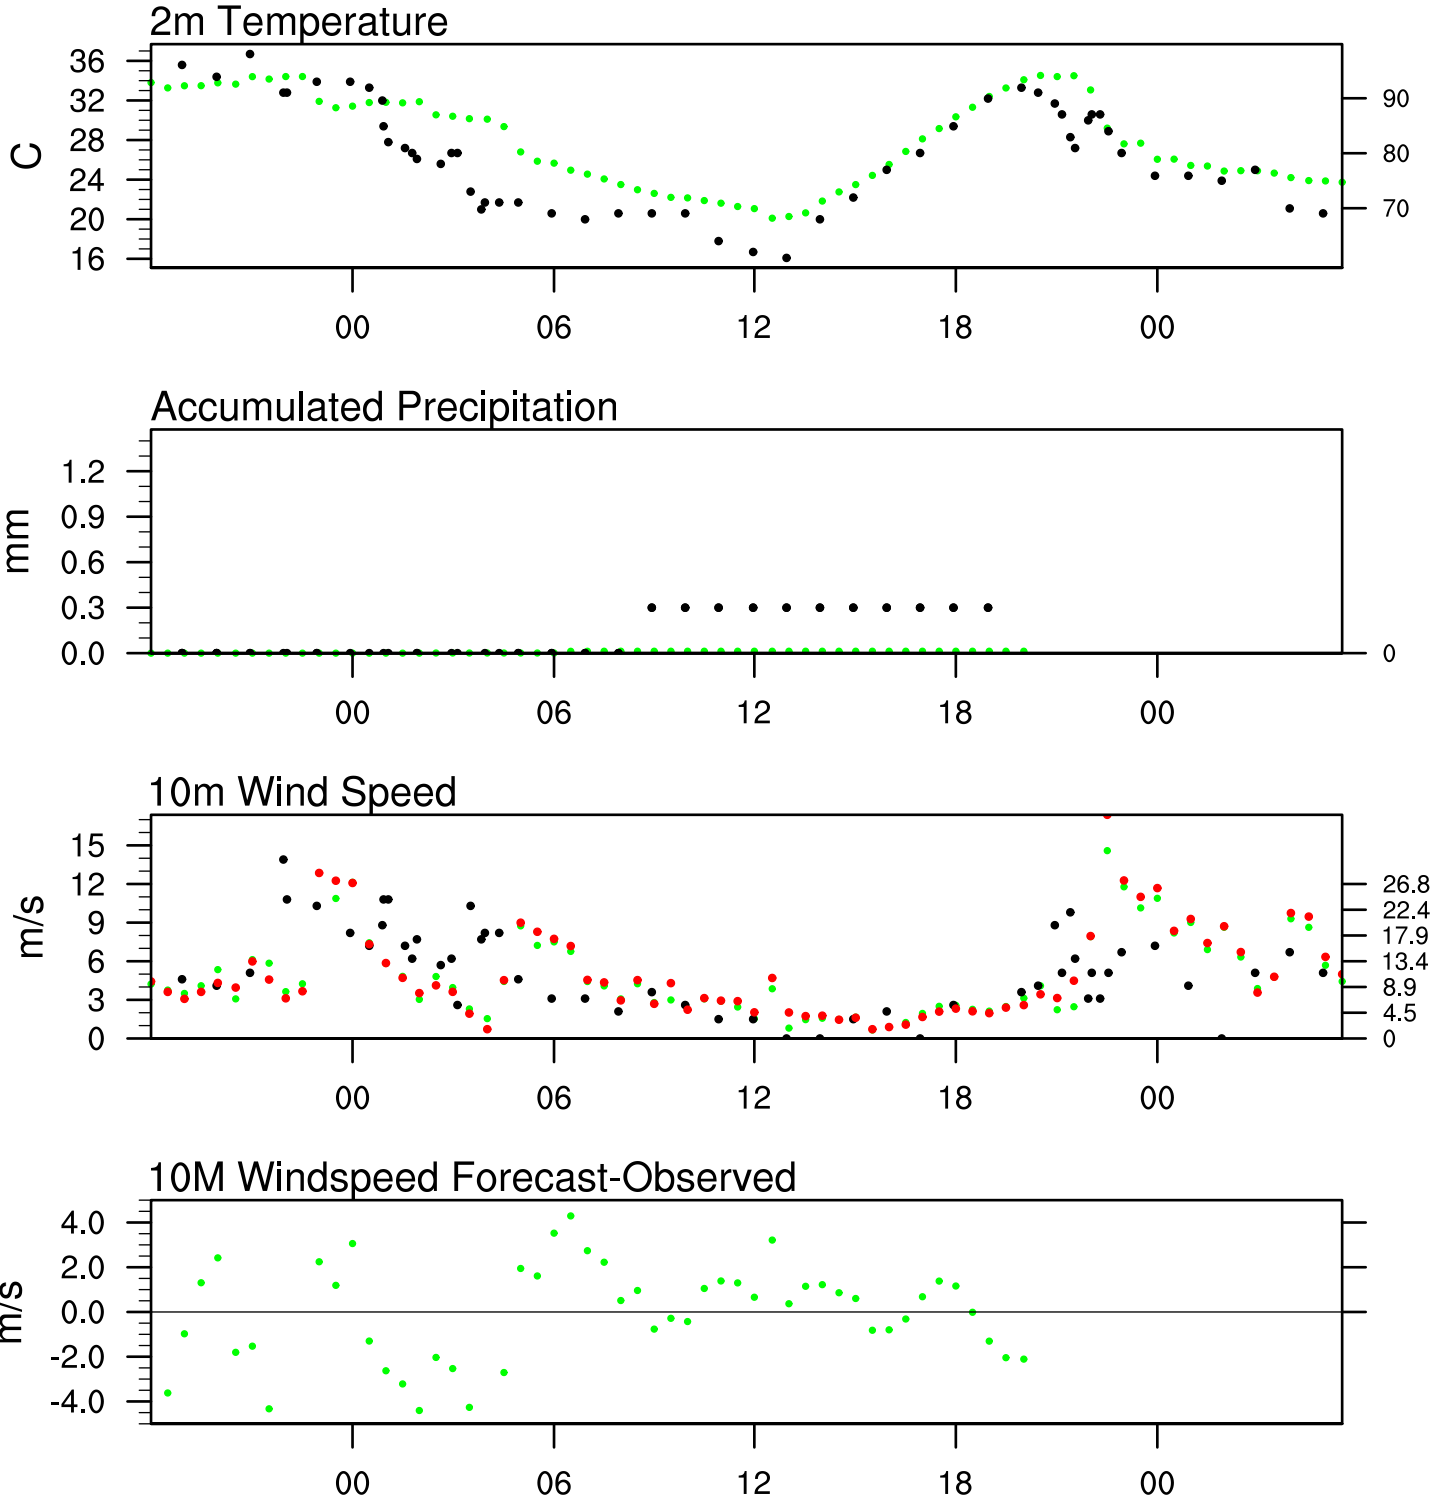 2m Temperature
36
32
28
24
20
16
C
90
80
70
00 06 12 18 00
Accumulated Precipitation
1.2
0.9
0.6
0.3
0.0
mm
0
00 06 12 18 00
10m Wind Speed
15
12
9
6
3
0
m/s
26.8
22.4
17.9
13.4
8.9
4.5
0
00 06 12 18 00
10M Windspeed Forecast-Observed
4.0
2.0
0.0
-2.0
-4.0
m/s
00 06 12 18 00